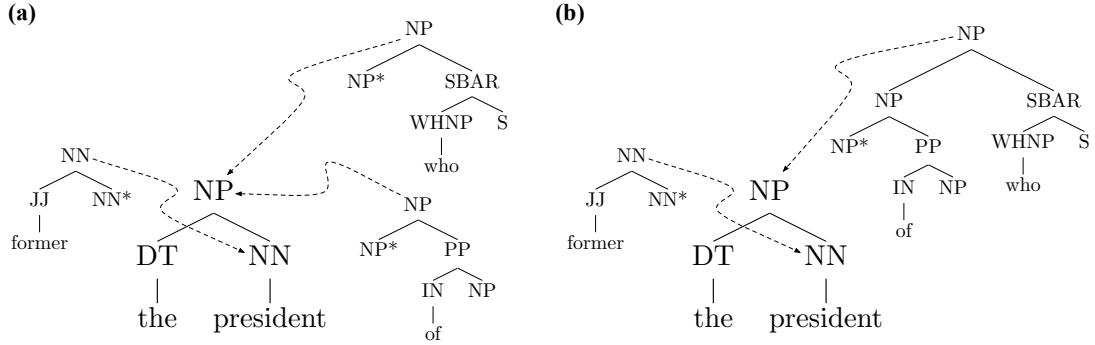 (a)
NP
NP* SBAR
WHNP S
who
NN
JJ NN*
former
NP
DT NN
the president
NP
NP* PP
IN NP
of
(b)
NP
NP SBAR
NP* PP WHNP S
IN NP who
of
NN
JJ NN*
former
NP
DT NN
the president